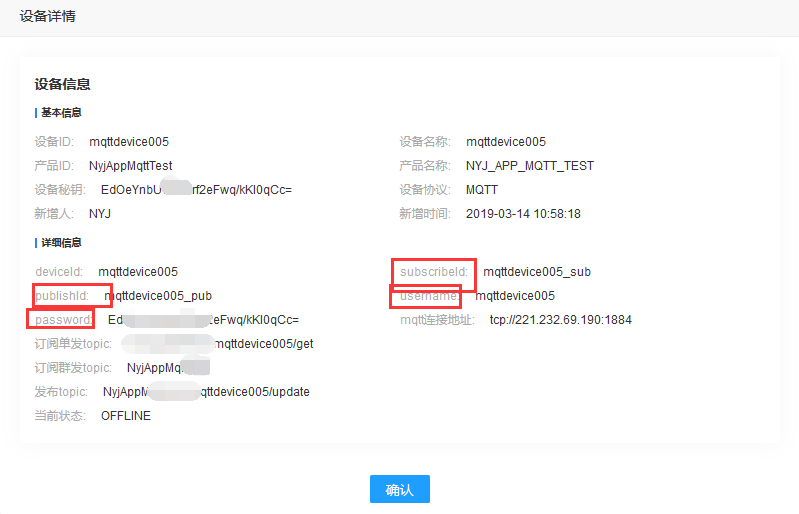 设备详情
设备信息
基本信息
设备ID: mqttdevice005 设备名称: mqttdevice005
产品ID: NyjAppMqttTest 产品名称: NYJ_APP_MQTT_TEST
设备秘钥: EdOeYnbU rf2eFwq/kKl0qCc= 设备协议: MQTT
新增人: NYJ 新增时间: 2019-03-14 10:58:18
详细信息
deviceId: mqttdevice005 subscribeId: mqttdevice005_sub
publishId: mqttdevice005_pub username: mqttdevice005
password: Ed eFwq/kKl0qCc= mqtt连接地址: tcp://221.232.69.190:1884
订阅单发topic: mqttdevice005/get
订阅群发topic: NyjAppMq
发布topic: NyjAppM qttdevice005/update
当前状态: OFFLINE
确认